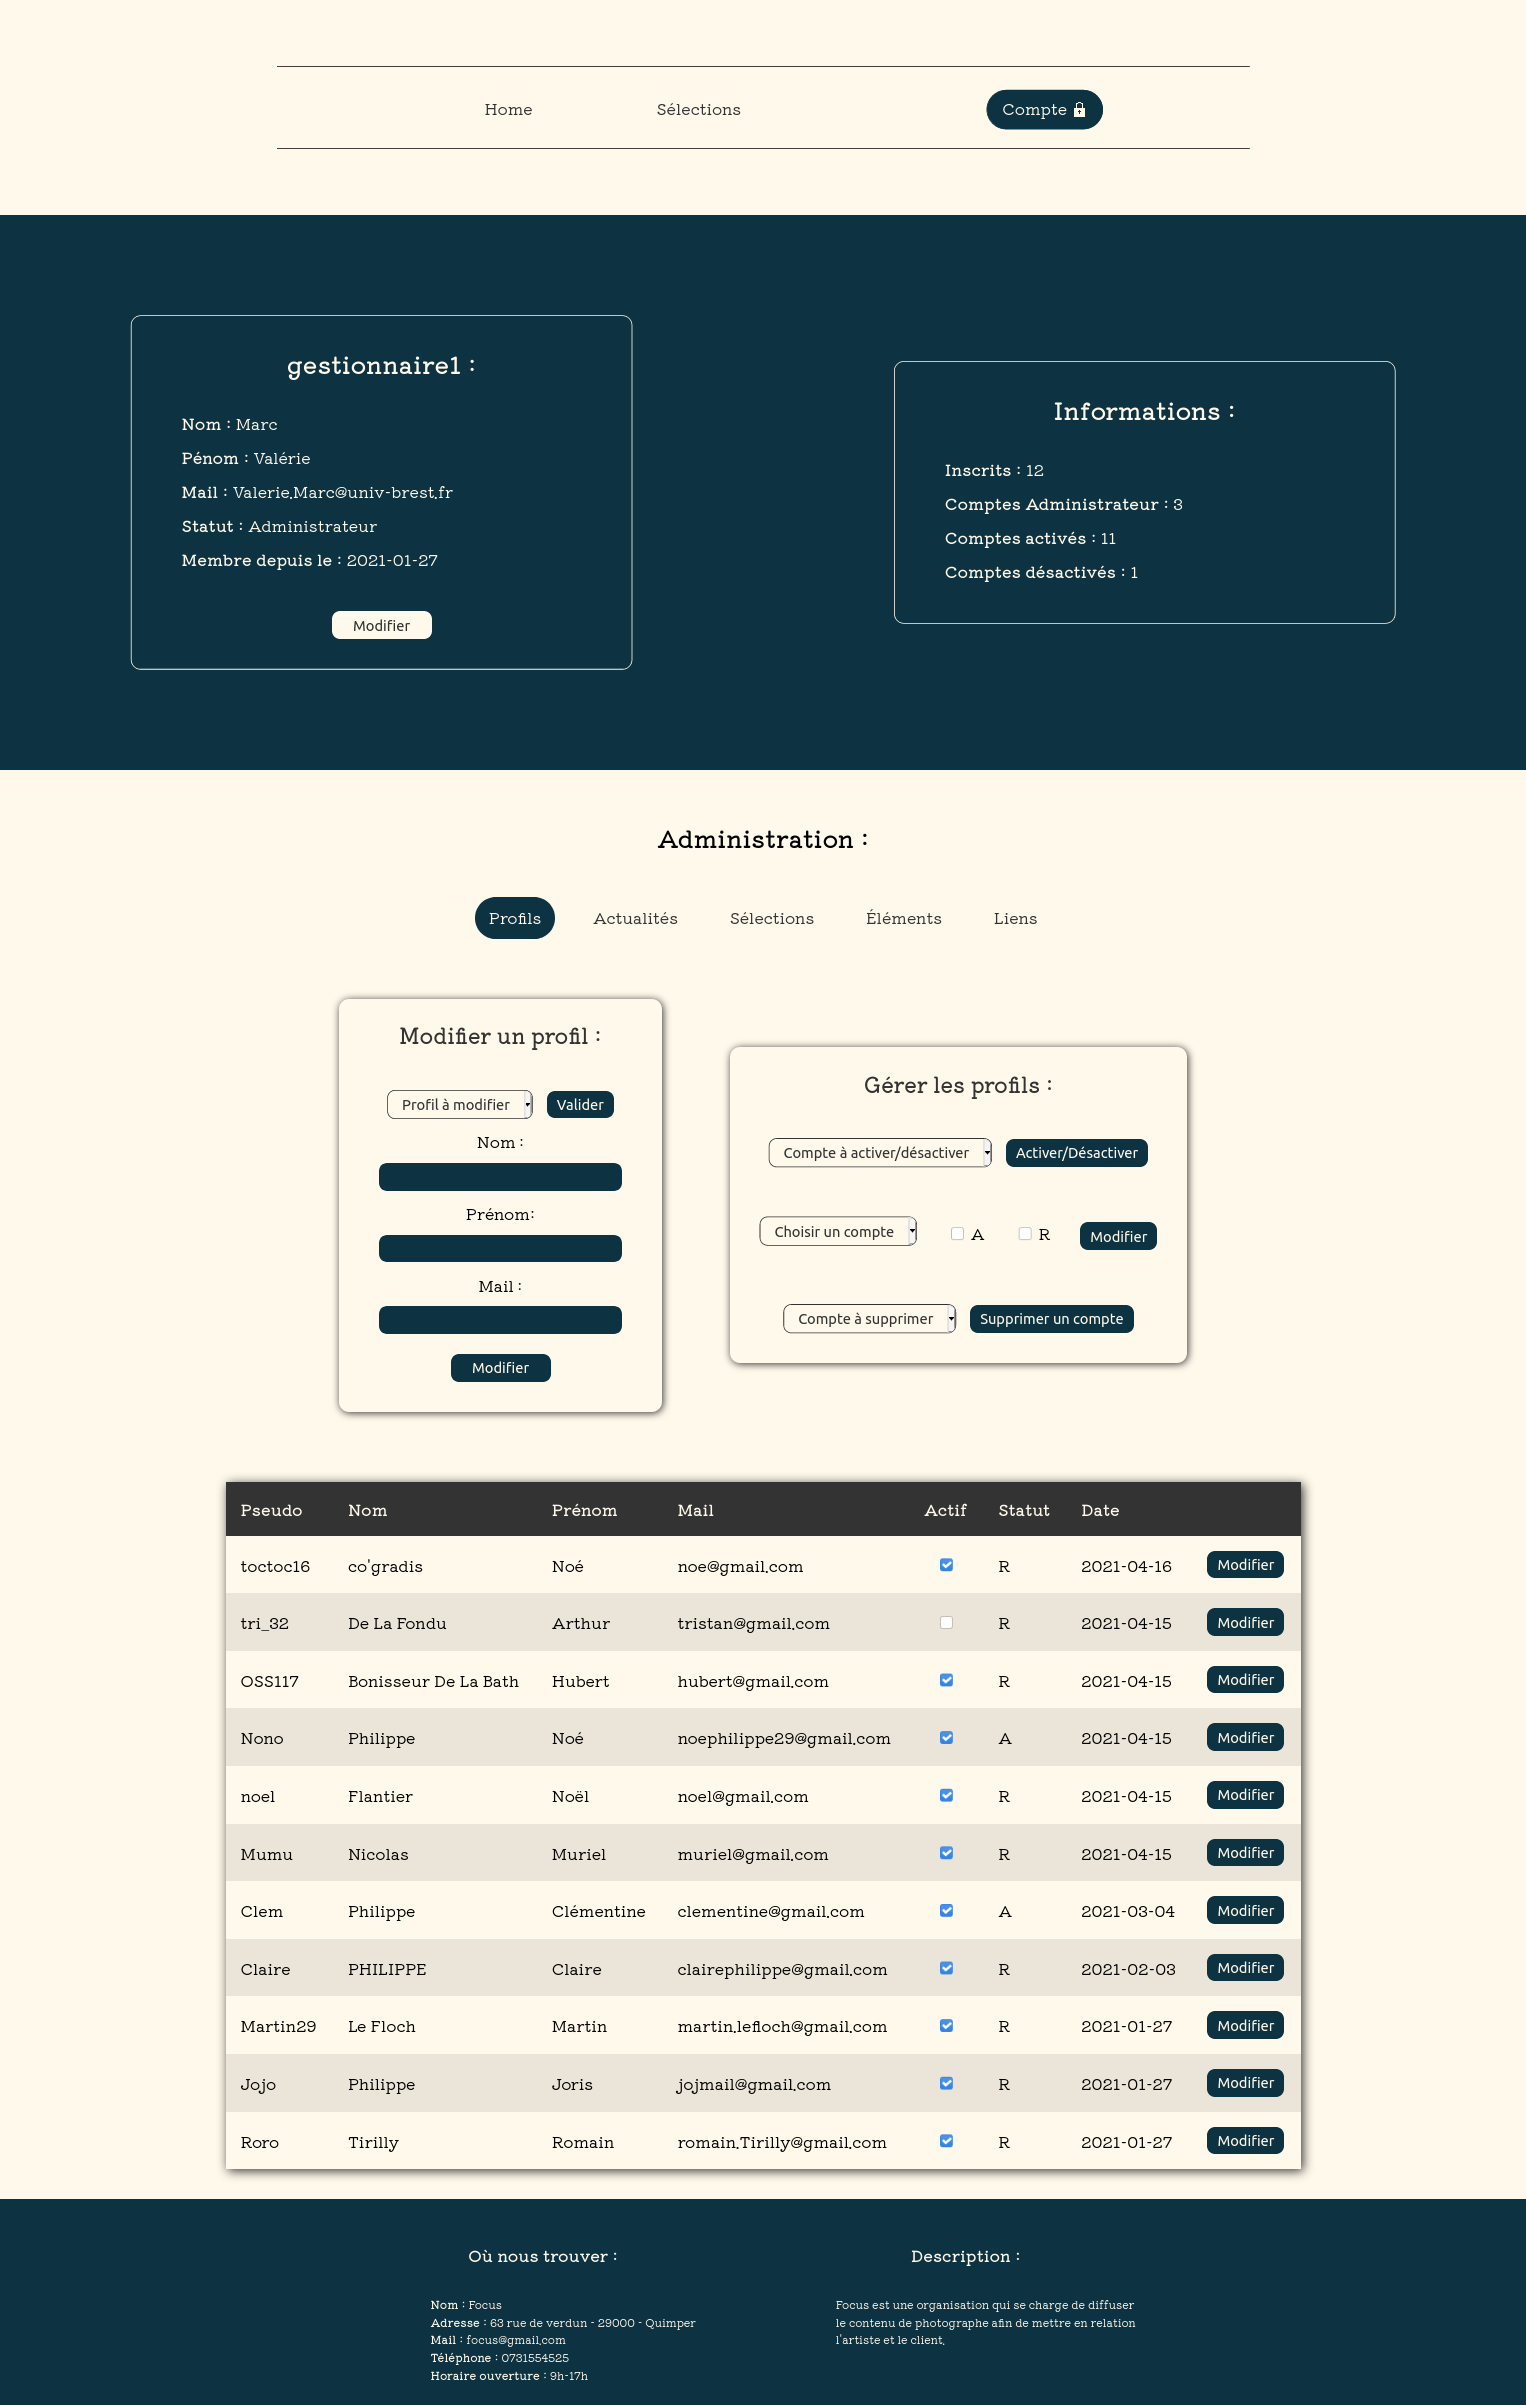 Home Sélections Compte
gestionnaire1 :
Nom : Marc
Pénom : Valérie
Mail : Valerie.Marc@univ-brest.fr
Statut : Administrateur
Membre depuis le : 2021-01-27
Modifier
Informations :
Inscrits : 12
Comptes Administrateur : 3
Comptes activés : 11
Comptes désactivés : 1
Administration :
Profils Actualités Sélections Éléments Liens
Modifier un profil :
Profil à modifier Valider
Nom :
Prénom:
Mail :
Modifier
Gérer les profils :
Compte à activer/désactiver Activer/Désactiver
Choisir un compte A R Modifier
Compte à supprimer Supprimer un compte
Pseudo Nom Prénom Mail Actif Statut Date
toctoc16 co'gradis Noé noe@gmail.com R 2021-04-16 Modifier
tri_32 De La Fondu Arthur tristan@gmail.com R 2021-04-15 Modifier
OSS117 Bonisseur De La Bath Hubert hubert@gmail.com R 2021-04-15 Modifier
Nono Philippe Noé noephilippe29@gmail.com A 2021-04-15 Modifier
noel Flantier Noël noel@gmail.com R 2021-04-15 Modifier
Mumu Nicolas Muriel muriel@gmail.com R 2021-04-15 Modifier
Clem Philippe Clémentine clementine@gmail.com A 2021-03-04 Modifier
Claire PHILIPPE Claire clairephilippe@gmail.com R 2021-02-03 Modifier
Martin29 Le Floch Martin martin.lefloch@gmail.com R 2021-01-27 Modifier
Jojo Philippe Joris jojmail@gmail.com R 2021-01-27 Modifier
Roro Tirilly Romain romain.Tirilly@gmail.com R 2021-01-27 Modifier
Où nous trouver :
Nom : Focus
Adresse : 63 rue de verdun - 29000 - Quimper
Mail : focus@gmail.com
Téléphone : 0731554525
Horaire ouverture : 9h-17h
Description :
Focus est une organisation qui se charge de diffuser
le contenu de photographe afin de mettre en relation
l'artiste et le client.